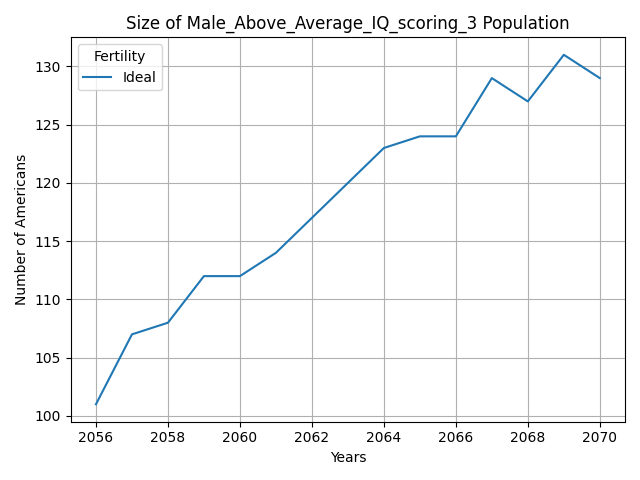 Size of Male_Above_Average_IQ_scoring_3 Population
Fertility
Ideal
130
125
120
115
110
105
100
Number of Americans
2056 2058 2060 2062 2064 2066 2068 2070
Years